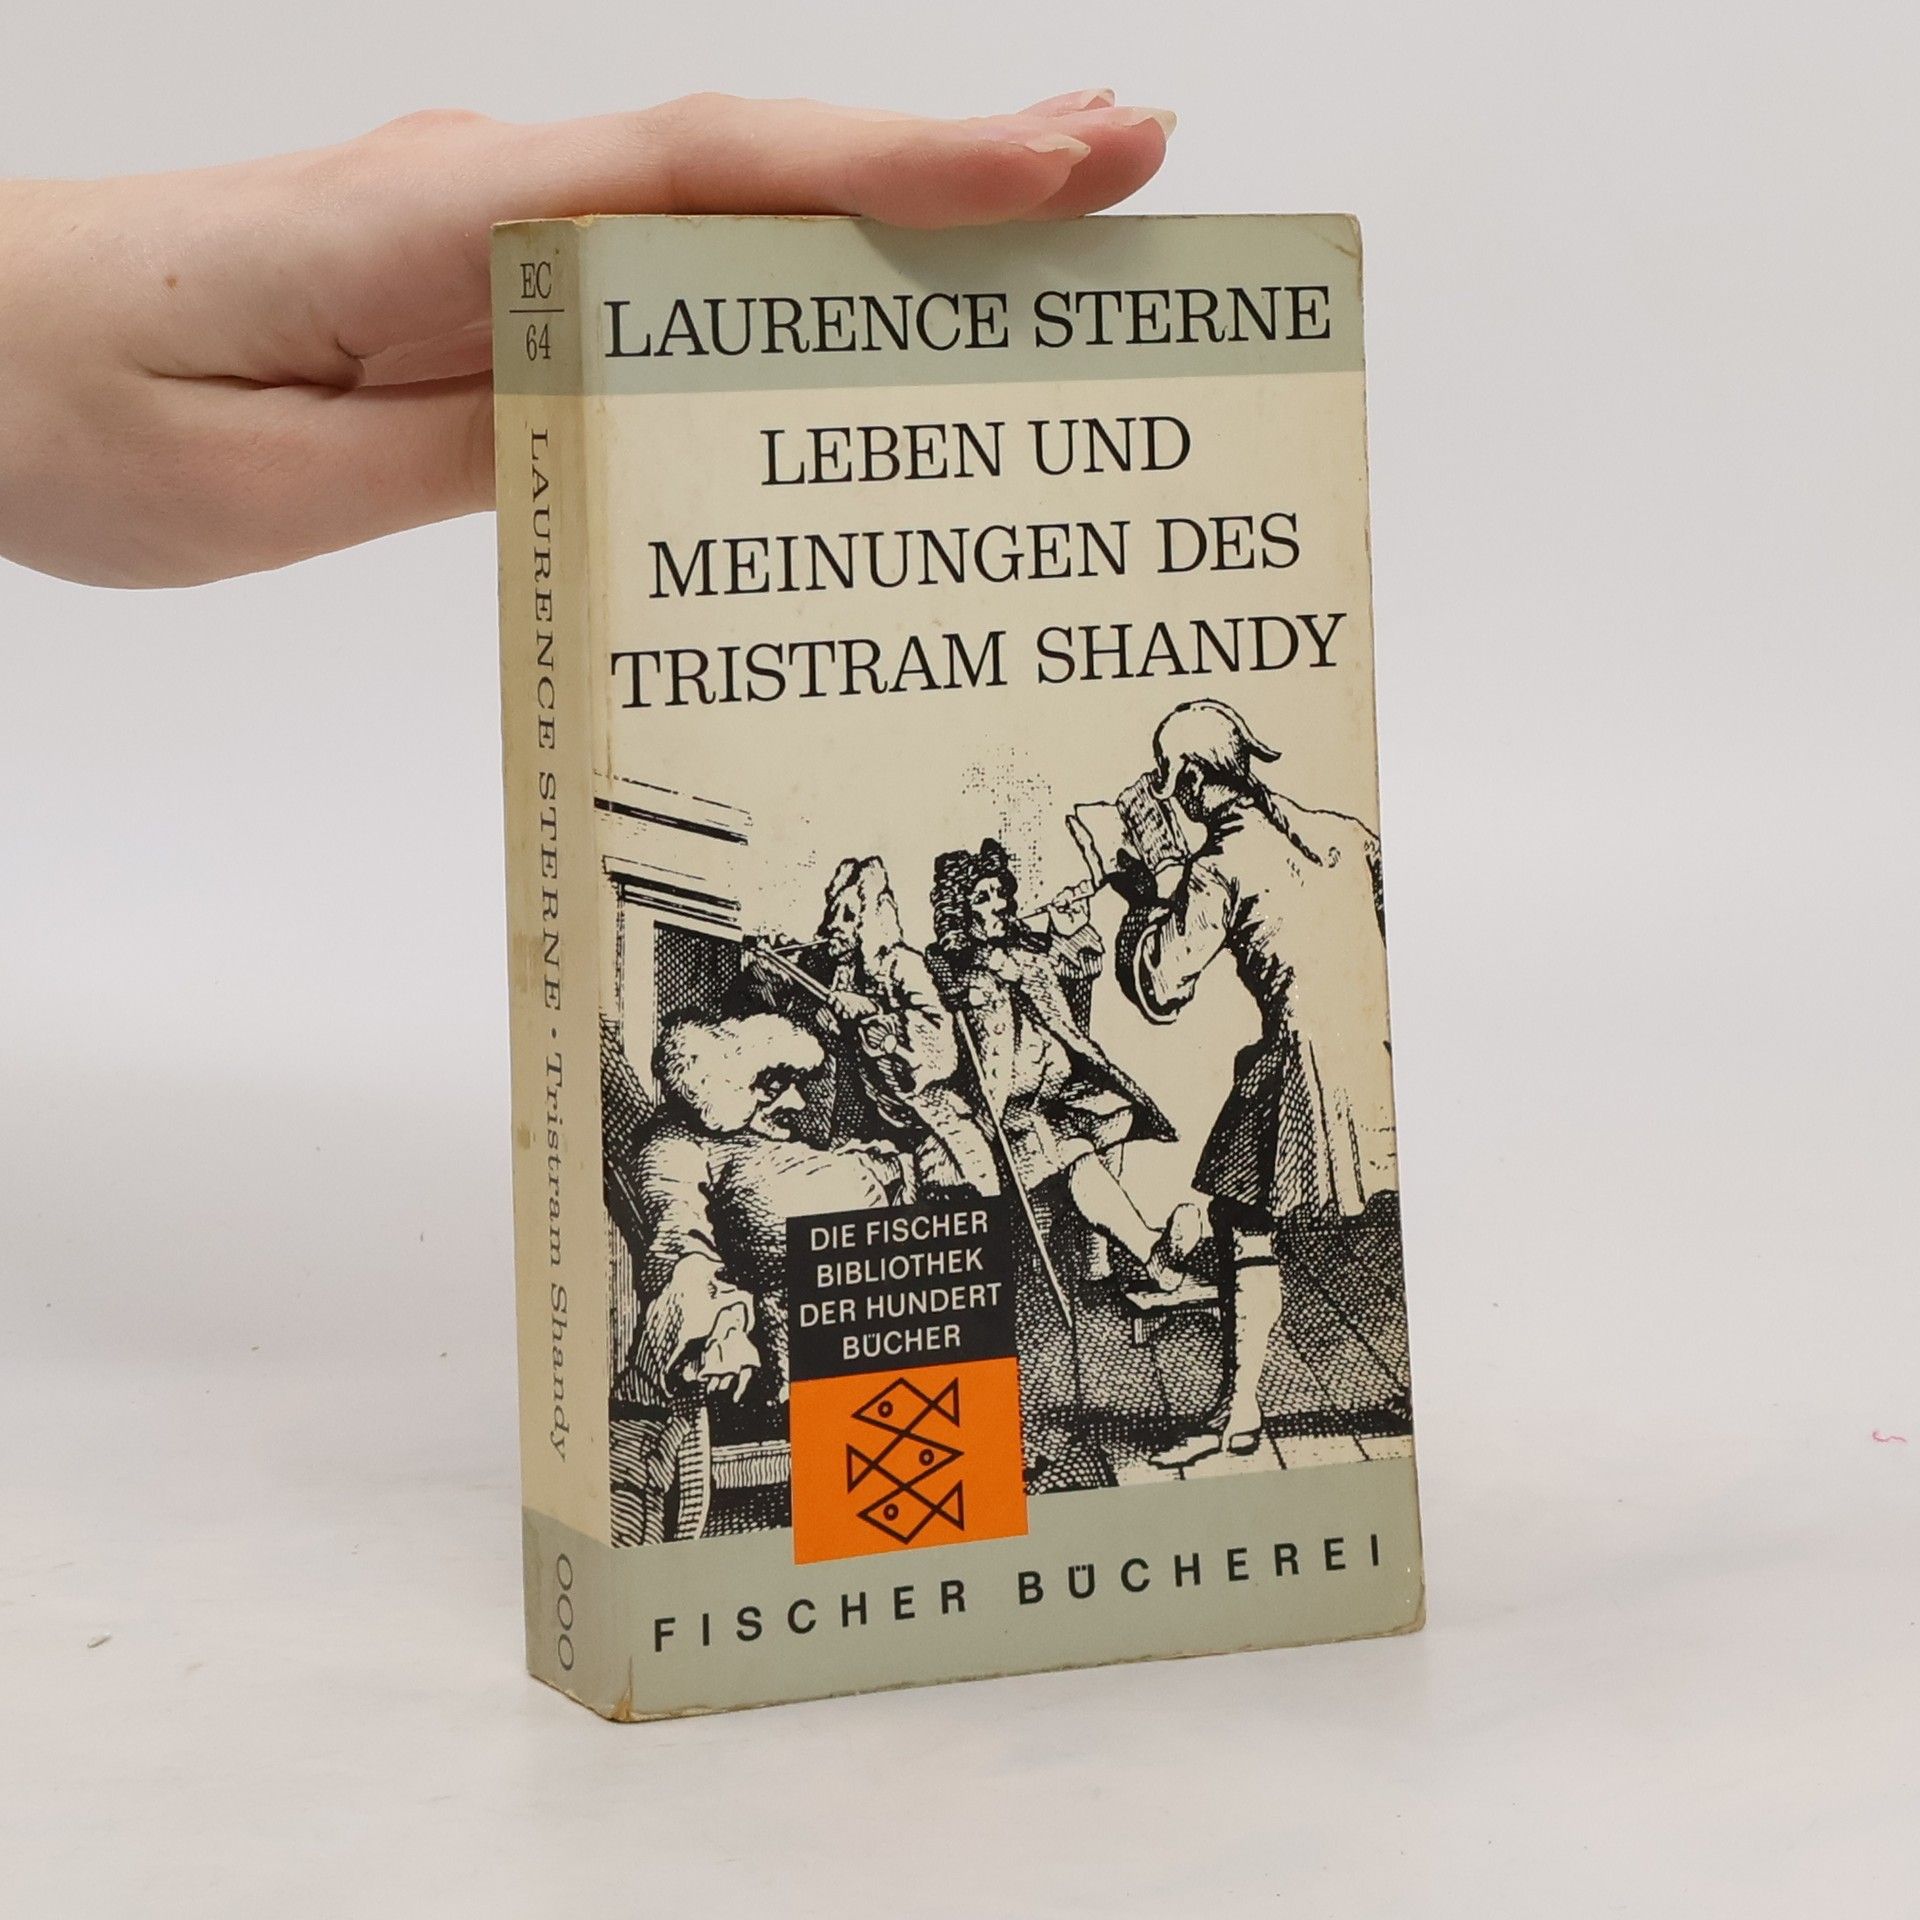 EC
64
LAURENCE STERNE • Tristram Shandy
OOO
LAURENCE STERNE
LEBEN UND
MEINUNGEN DES
TRISTRAM SHANDY
DIE FISCHER
BIBLIOTHEK
DER HUNDERT
BÜCHER
FISCHER BÜCHEREI